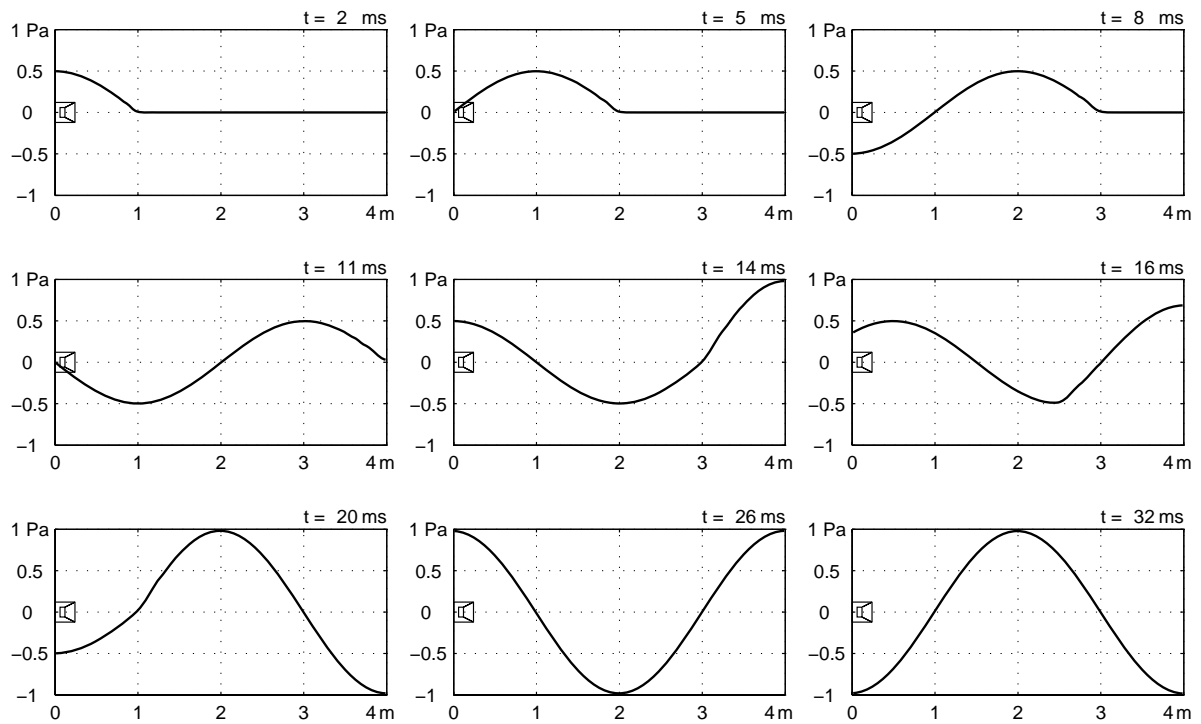 t = 2 ms
1 Pa
0.5
0
−0.5
−1
0 1 2 3 4 m
t = 5 ms
1 Pa
0.5
0
−0.5
−1
0 1 2 3 4 m
t = 8 ms
1 Pa
0.5
0
−0.5
−1
0 1 2 3 4 m
t = 11 ms
1 Pa
0.5
0
−0.5
−1
0 1 2 3 4 m
t = 14 ms
1 Pa
0.5
0
−0.5
−1
0 1 2 3 4 m
t = 16 ms
1 Pa
0.5
0
−0.5
−1
0 1 2 3 4 m
t = 20 ms
1 Pa
0.5
0
−0.5
−1
0 1 2 3 4 m
t = 26 ms
1 Pa
0.5
0
−0.5
−1
0 1 2 3 4 m
t = 32 ms
1 Pa
0.5
0
−0.5
−1
0 1 2 3 4 m